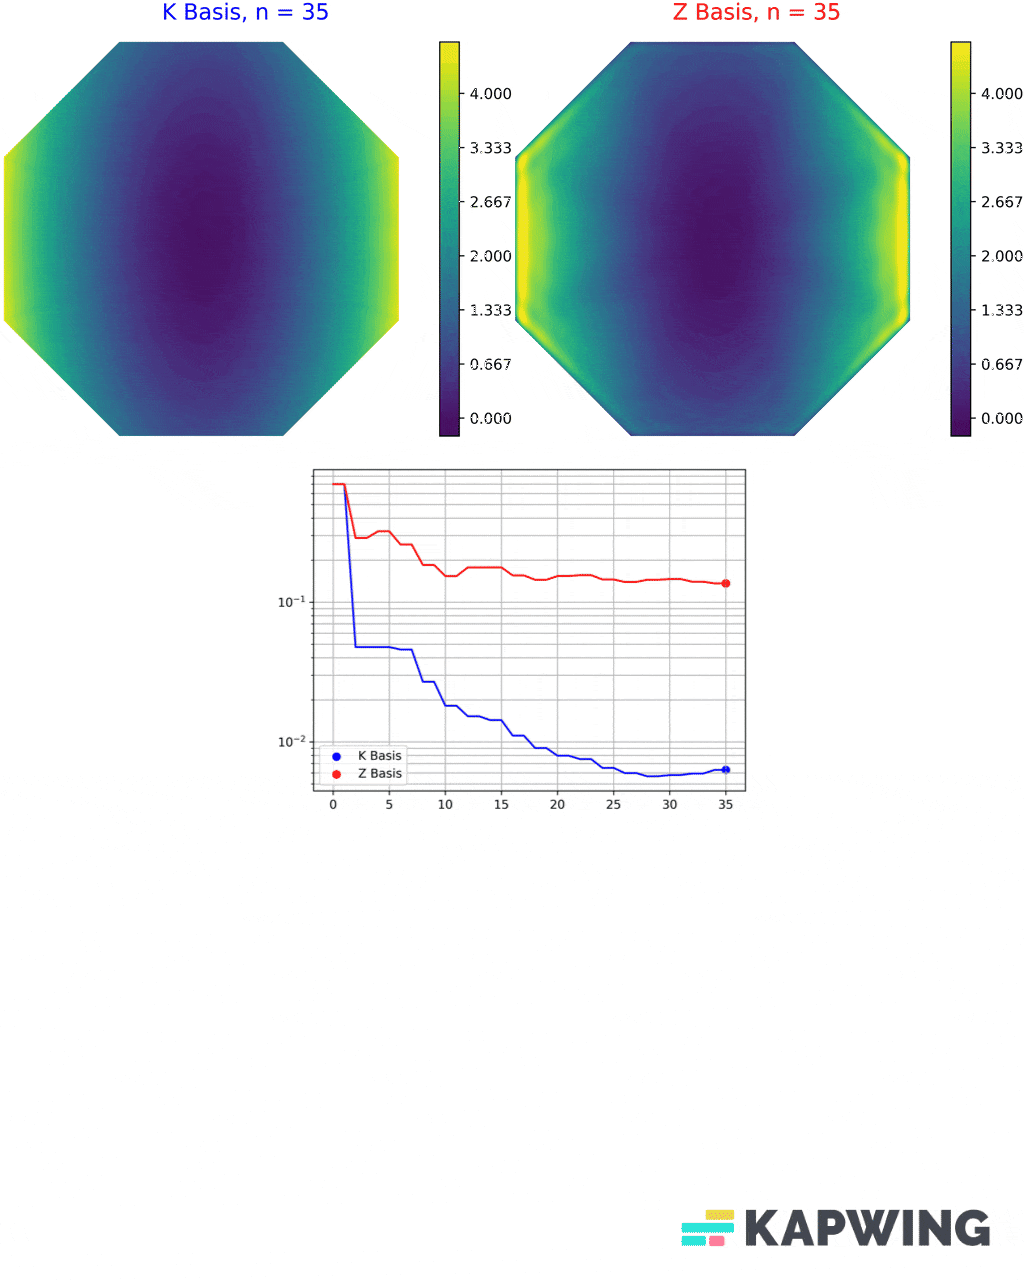 K Basis, n = 35
Z Basis, n = 35
4.000
3.333
2.667
2.000
1.333
0.667
0.000
4.000
3.333
2.667
2.000
1.333
0.667
0.000
10⁻¹
10⁻²
K Basis
Z Basis
0 5 10 15 20 25 30 35
KAPWING